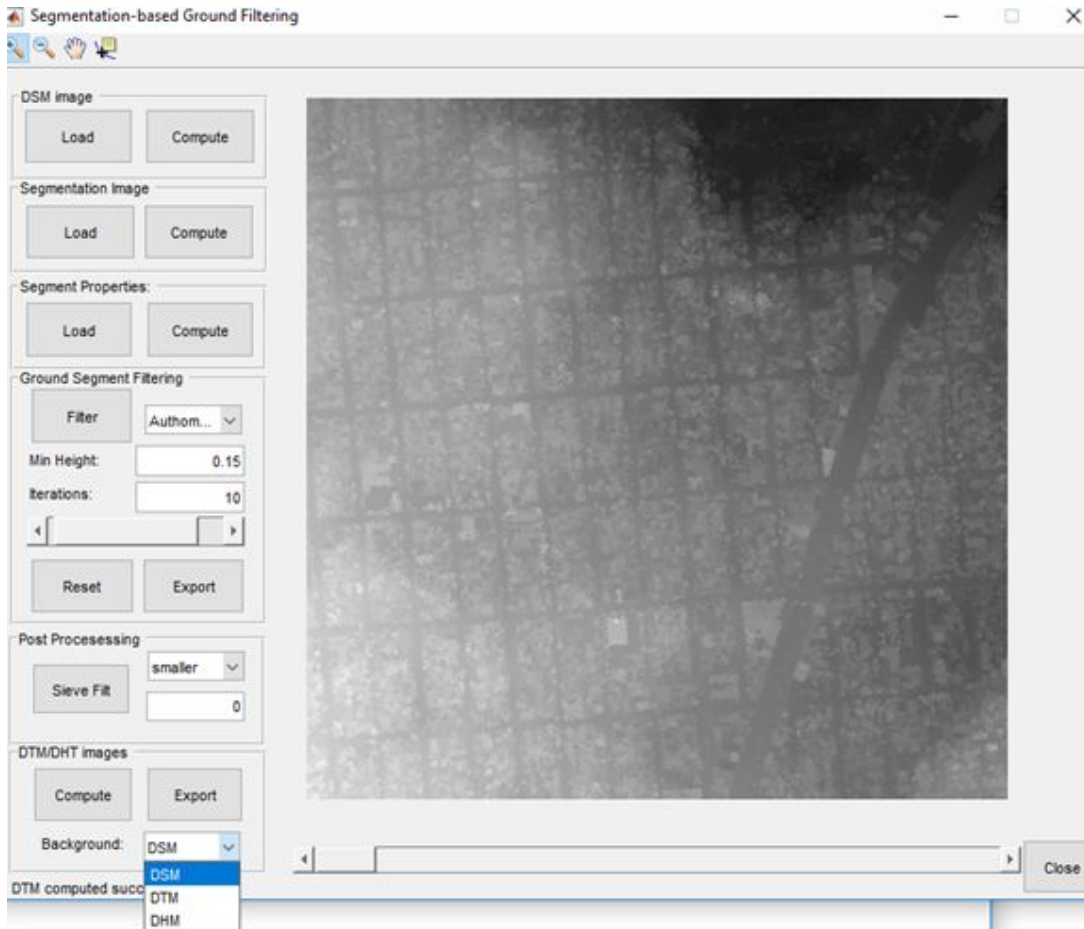 Segmentation-based Ground Filtering
DSM image
Load Compute
Segmentation Image
Load Compute
Segment Properties:
Load Compute
Ground Segment Filtering
Filter Authom...
Min Height: 0.15
Iterations: 10
Reset Export
Post Procesessing
smaller
Sieve Filt
0
DTM/DHT images
Compute Export
Background: DSM
DSM
DTM
DHM
DTM computed succ
Close